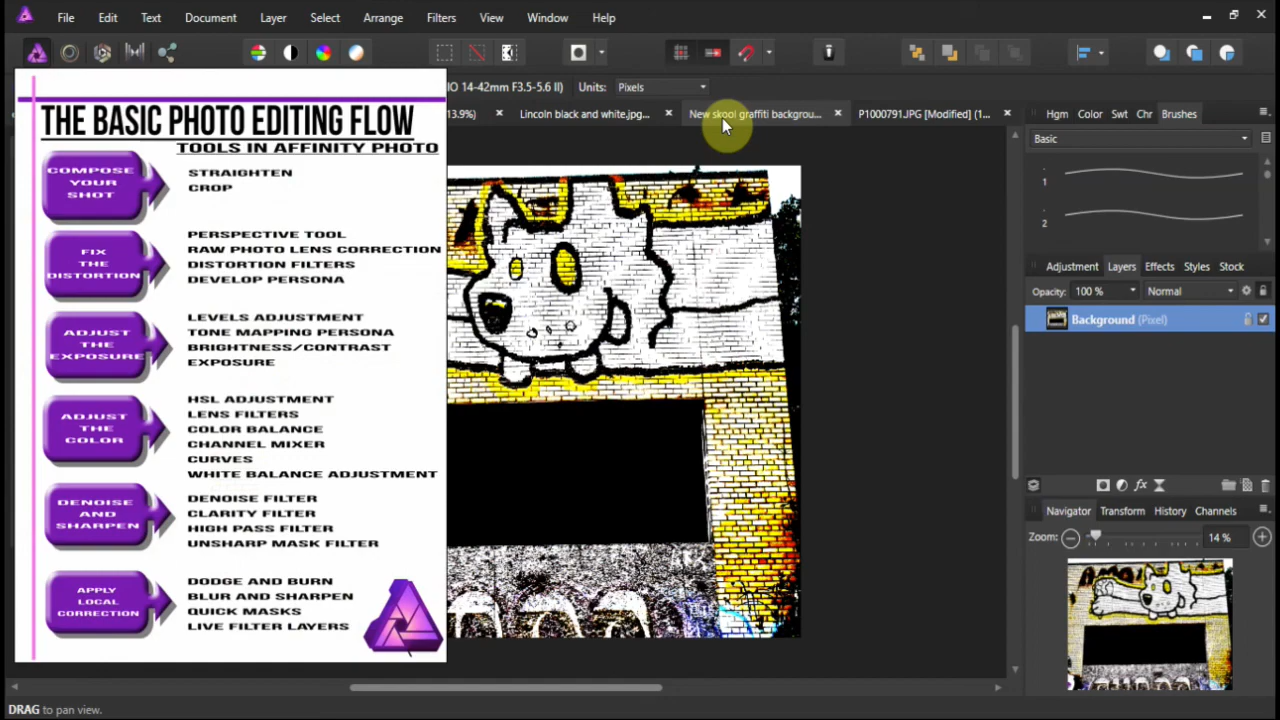 File Edit Text Document Layer Select Arrange Filters View Window Help
IO 14-42mm F3.5-5.6 II) Units: Pixels
13.9%) Lincoln black and white.jpg... New skool graffiti backgrou... P1000791.JPG [Modified] (1...
THE BASIC PHOTO EDITING FLOW
TOOLS IN AFFINITY PHOTO
COMPOSE
YOUR
SHOT
STRAIGHTEN
CROP
FIX
THE
DISTORTION
PERSPECTIVE TOOL
RAW PHOTO LENS CORRECTION
DISTORTION FILTERS
DEVELOP PERSONA
ADJUST
THE
EXPOSURE
LEVELS ADJUSTMENT
TONE MAPPING PERSONA
BRIGHTNESS/CONTRAST
EXPOSURE
ADJUST
THE
COLOR
HSL ADJUSTMENT
LENS FILTERS
COLOR BALANCE
CHANNEL MIXER
CURVES
WHITE BALANCE ADJUSTMENT
DENOISE
AND
SHARPEN
DENOISE FILTER
CLARITY FILTER
HIGH PASS FILTER
UNSHARP MASK FILTER
APPLY
LOCAL
CORRECTION
DODGE AND BURN
BLUR AND SHARPEN
QUICK MASKS
LIVE FILTER LAYERS
Hgm Color Swt Chr Brushes
Basic
1
2
Adjustment Layers Effects Styles Stock
Opacity: 100 % Normal
Background (Pixel)
Navigator Transform History Channels
Zoom: 14 %
DRAG to pan view.